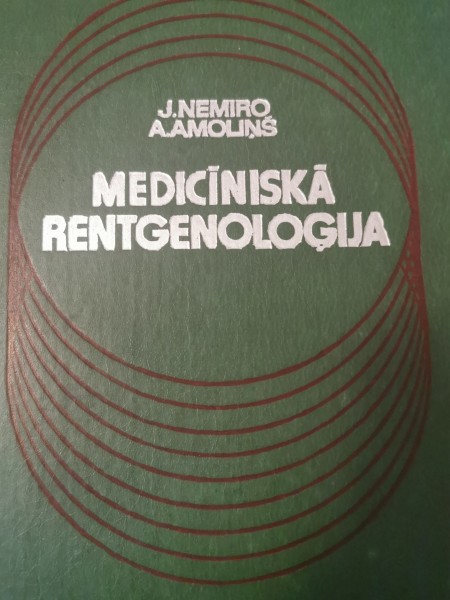 J.NEMIRO,
A.AMOLIŅŠ
MEDICĪNISKĀ
RENTGENOLOĢIJA